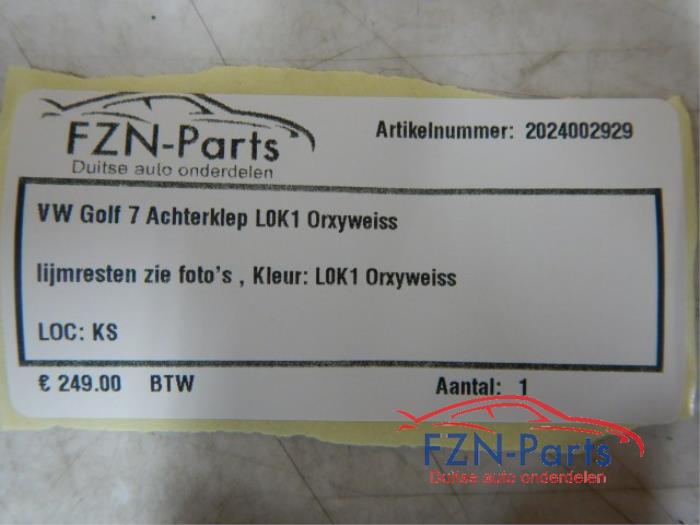 FZN-Parts
Duitse auto onderdelen
Artikelnummer: 2024002929
VW Golf 7 Achterklep L0K1 Orxyweiss
lijmresten zie foto's , Kleur: L0K1 Orxyweiss
LOC: KS
€ 249.00 BTW
Aantal: 1
FZN-Parts
Duitse auto onderdelen